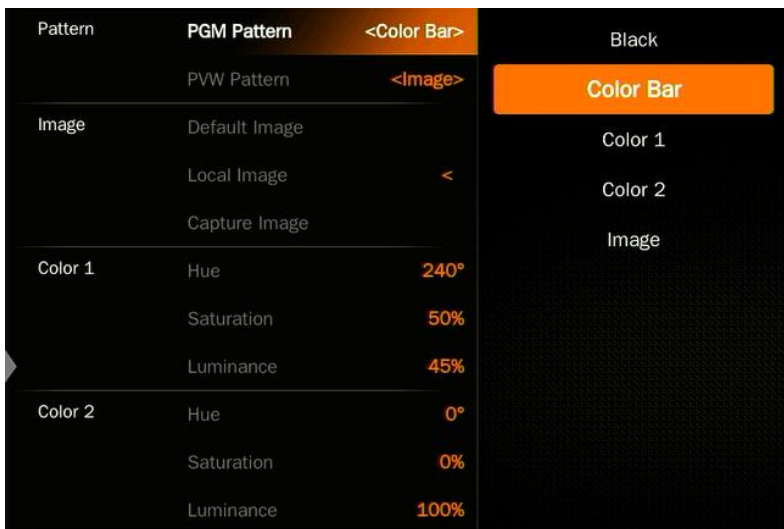 Pattern PGM Pattern <Color Bar>
PVW Pattern <Image>
Image Default Image
Local Image <
Capture Image
Color 1 Hue 240°
Saturation 50%
Luminance 45%
Color 2 Hue 0°
Saturation 0%
Luminance 100%
Black
Color Bar
Color 1
Color 2
Image